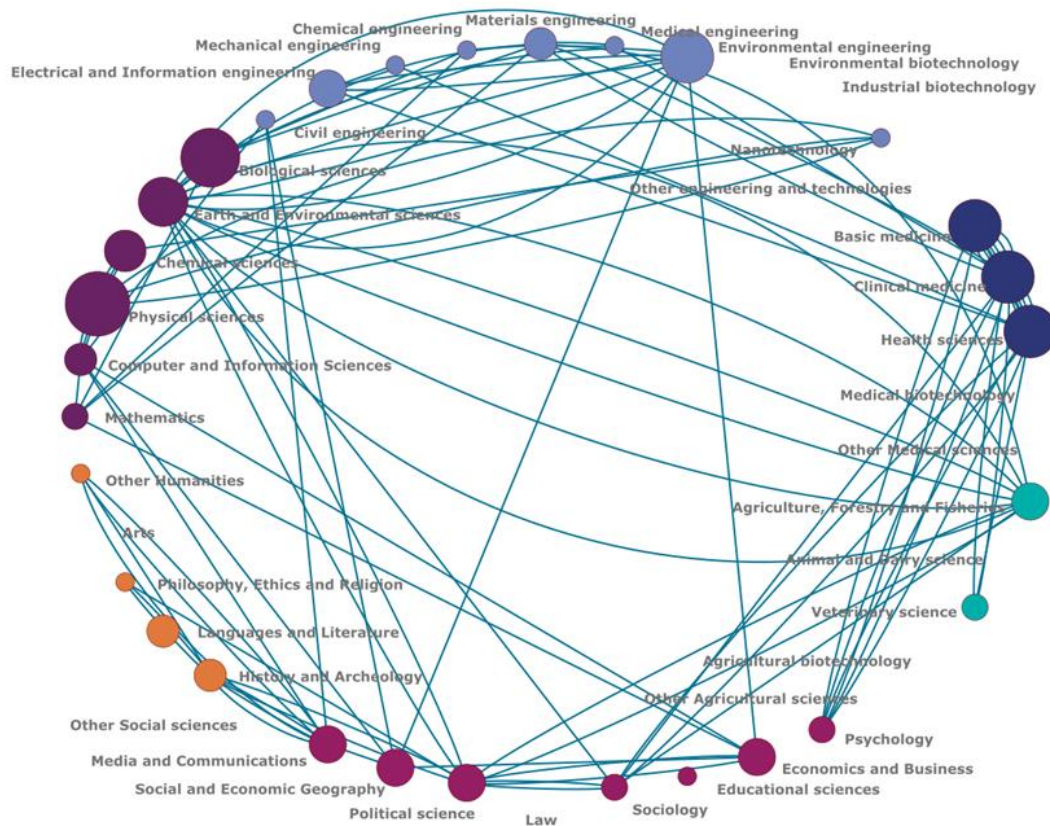 Materials engineering
Chemical engineering
Medical engineering
Mechanical engineering
Environmental engineering
Environmental biotechnology
Electrical and Information engineering
Industrial biotechnology
Civil engineering
Nanotechnology
Biological sciences
Other engineering and technologies
Earth and Environmental sciences
Basic medicine
Chemical sciences
Clinical medicine
Physical sciences
Health sciences
Computer and Information Sciences
Medical biotechnology
Mathematics
Other Medical sciences
Other Humanities
Agriculture, Forestry and Fisheries
Arts
Animal and Dairy science
Philosophy, Ethics and Religion
Veterinary science
Languages and Literature
Agricultural biotechnology
History and Archeology
Other Agricultural sciences
Other Social sciences
Psychology
Media and Communications
Economics and Business
Social and Economic Geography
Educational sciences
Political science
Sociology
Law